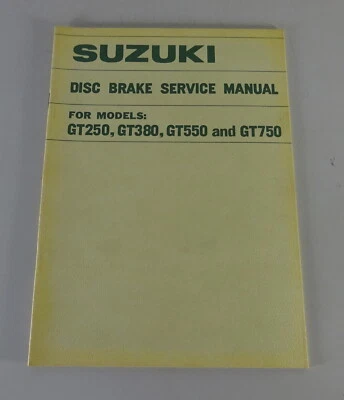 SUZUKI
DISC BRAKE SERVICE MANUAL
FOR MODELS:
GT250, GT380, GT550 and GT750